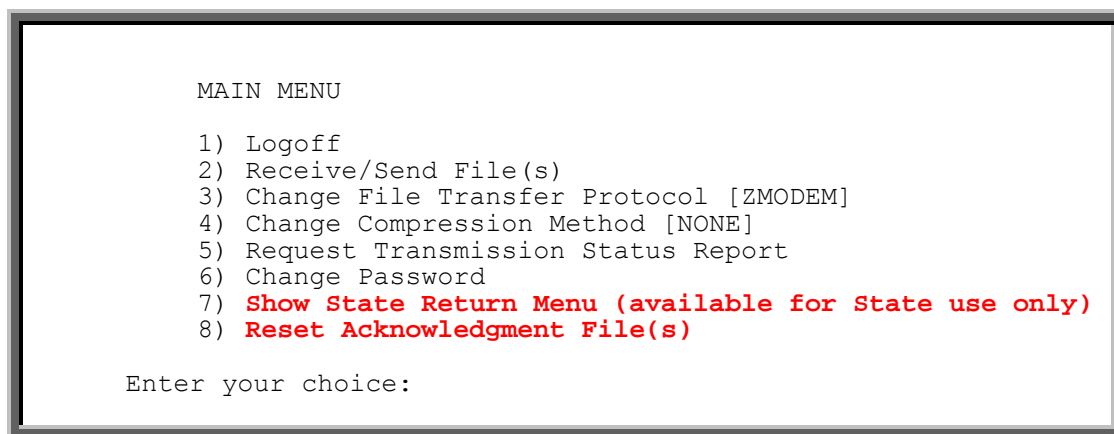 MAIN MENU
1) Logoff
2) Receive/Send File(s)
3) Change File Transfer Protocol [ZMODEM]
4) Change Compression Method [NONE]
5) Request Transmission Status Report
6) Change Password
7) Show State Return Menu (available for State use only)
8) Reset Acknowledgment File(s)
Enter your choice: